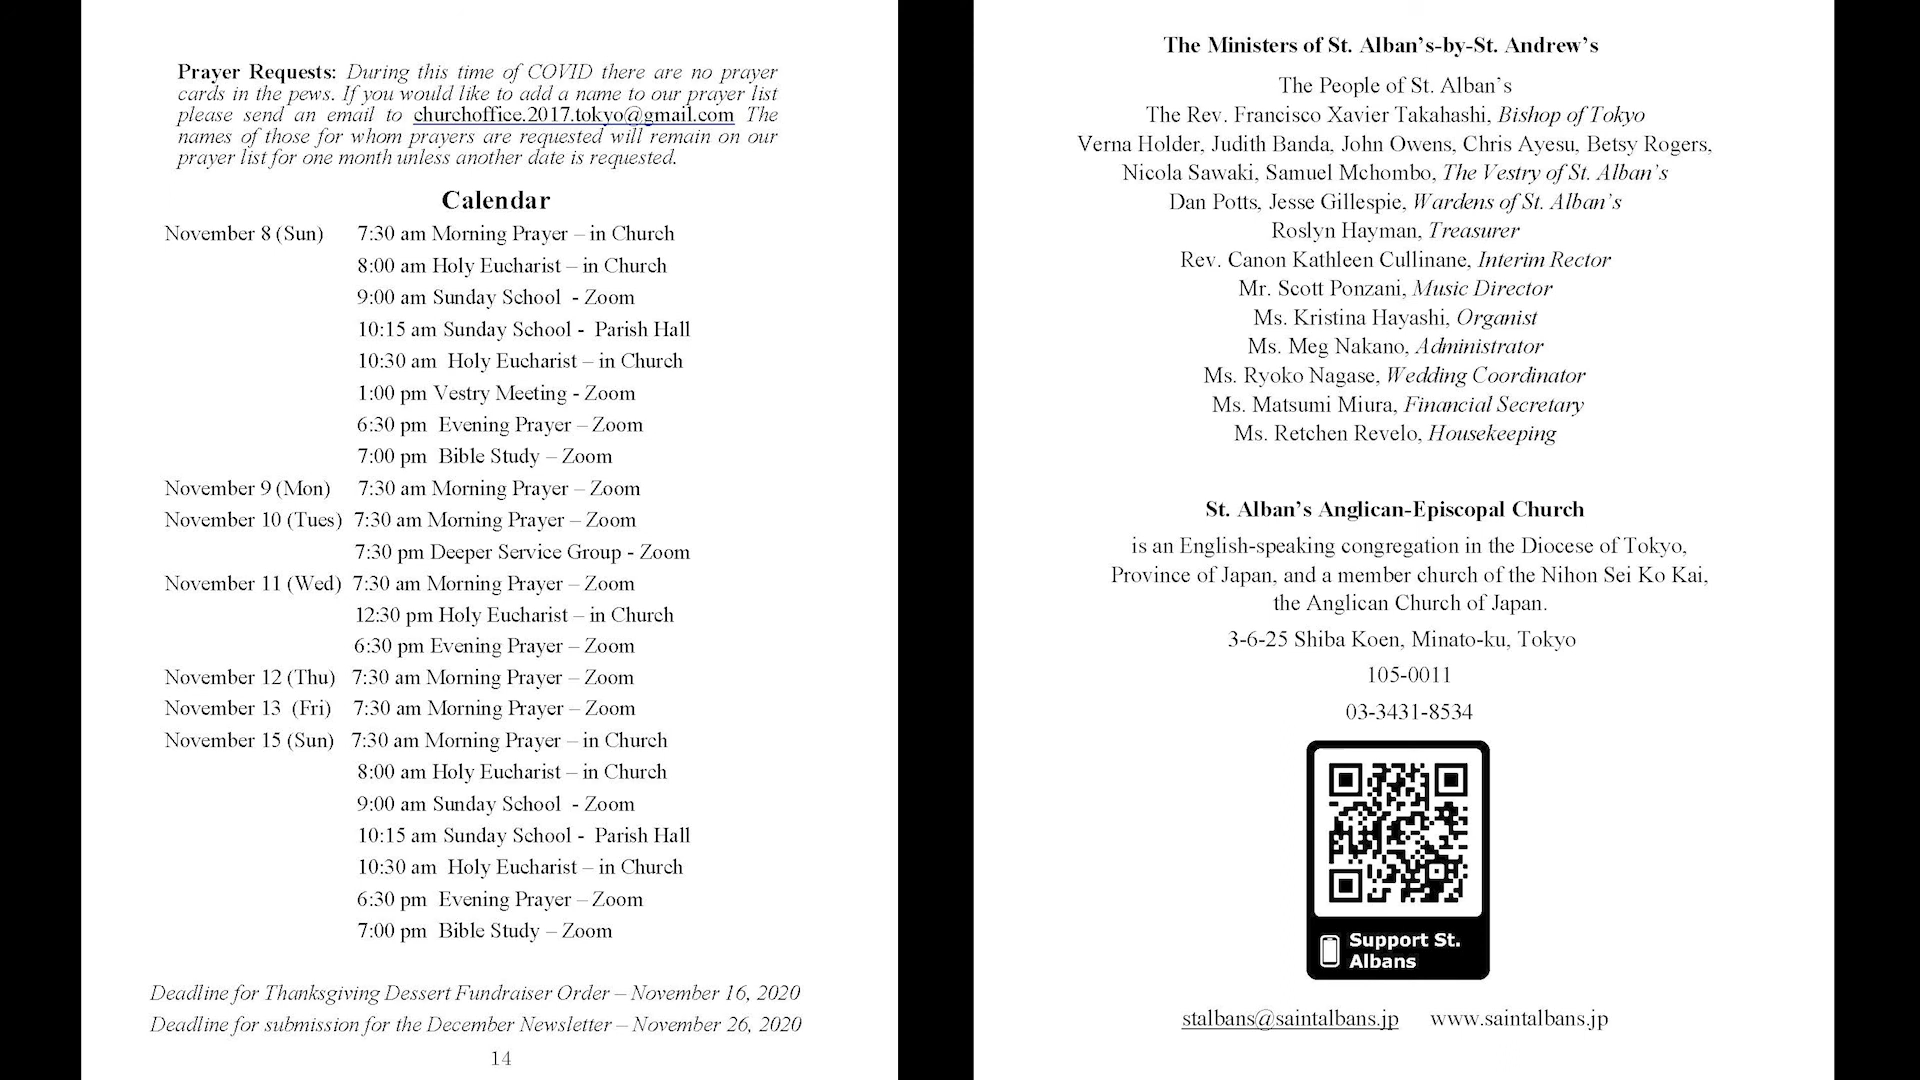 Prayer Requests: During this time of COVID there are no prayer
cards in the pews. If you would like to add a name to our prayer list
please send an email to churchoffice.2017.tokyo@gmail.com The
names of those for whom prayers are requested will remain on our
prayer list for one month unless another date is requested.
Calendar
November 8 (Sun) 7:30 am Morning Prayer – in Church
8:00 am Holy Eucharist – in Church
9:00 am Sunday School - Zoom
10:15 am Sunday School - Parish Hall
10:30 am Holy Eucharist – in Church
1:00 pm Vestry Meeting - Zoom
6:30 pm Evening Prayer – Zoom
7:00 pm Bible Study – Zoom
November 9 (Mon) 7:30 am Morning Prayer – Zoom
November 10 (Tues) 7:30 am Morning Prayer – Zoom
7:30 pm Deeper Service Group - Zoom
November 11 (Wed) 7:30 am Morning Prayer – Zoom
12:30 pm Holy Eucharist – in Church
6:30 pm Evening Prayer – Zoom
November 12 (Thu) 7:30 am Morning Prayer – Zoom
November 13 (Fri) 7:30 am Morning Prayer – Zoom
November 15 (Sun) 7:30 am Morning Prayer – in Church
8:00 am Holy Eucharist – in Church
9:00 am Sunday School - Zoom
10:15 am Sunday School - Parish Hall
10:30 am Holy Eucharist – in Church
6:30 pm Evening Prayer – Zoom
7:00 pm Bible Study – Zoom
Deadline for Thanksgiving Dessert Fundraiser Order – November 16, 2020
Deadline for submission for the December Newsletter – November 26, 2020
14
The Ministers of St. Alban's-by-St. Andrew's
The People of St. Alban's
The Rev. Francisco Xavier Takahashi, Bishop of Tokyo
Verna Holder, Judith Banda, John Owens, Chris Ayesu, Betsy Rogers,
Nicola Sawaki, Samuel Mchombo, The Vestry of St. Alban's
Dan Potts, Jesse Gillespie, Wardens of St. Alban's
Roslyn Hayman, Treasurer
Rev. Canon Kathleen Cullinane, Interim Rector
Mr. Scott Ponzani, Music Director
Ms. Kristina Hayashi, Organist
Ms. Meg Nakano, Administrator
Ms. Ryoko Nagase, Wedding Coordinator
Ms. Matsumi Miura, Financial Secretary
Ms. Retchen Revelo, Housekeeping
St. Alban's Anglican-Episcopal Church
is an English-speaking congregation in the Diocese of Tokyo,
Province of Japan, and a member church of the Nihon Sei Ko Kai,
the Anglican Church of Japan.
3-6-25 Shiba Koen, Minato-ku, Tokyo
105-0011
03-3431-8534
Support St.
Albans
stalbans@saintalbans.jp www.saintalbans.jp